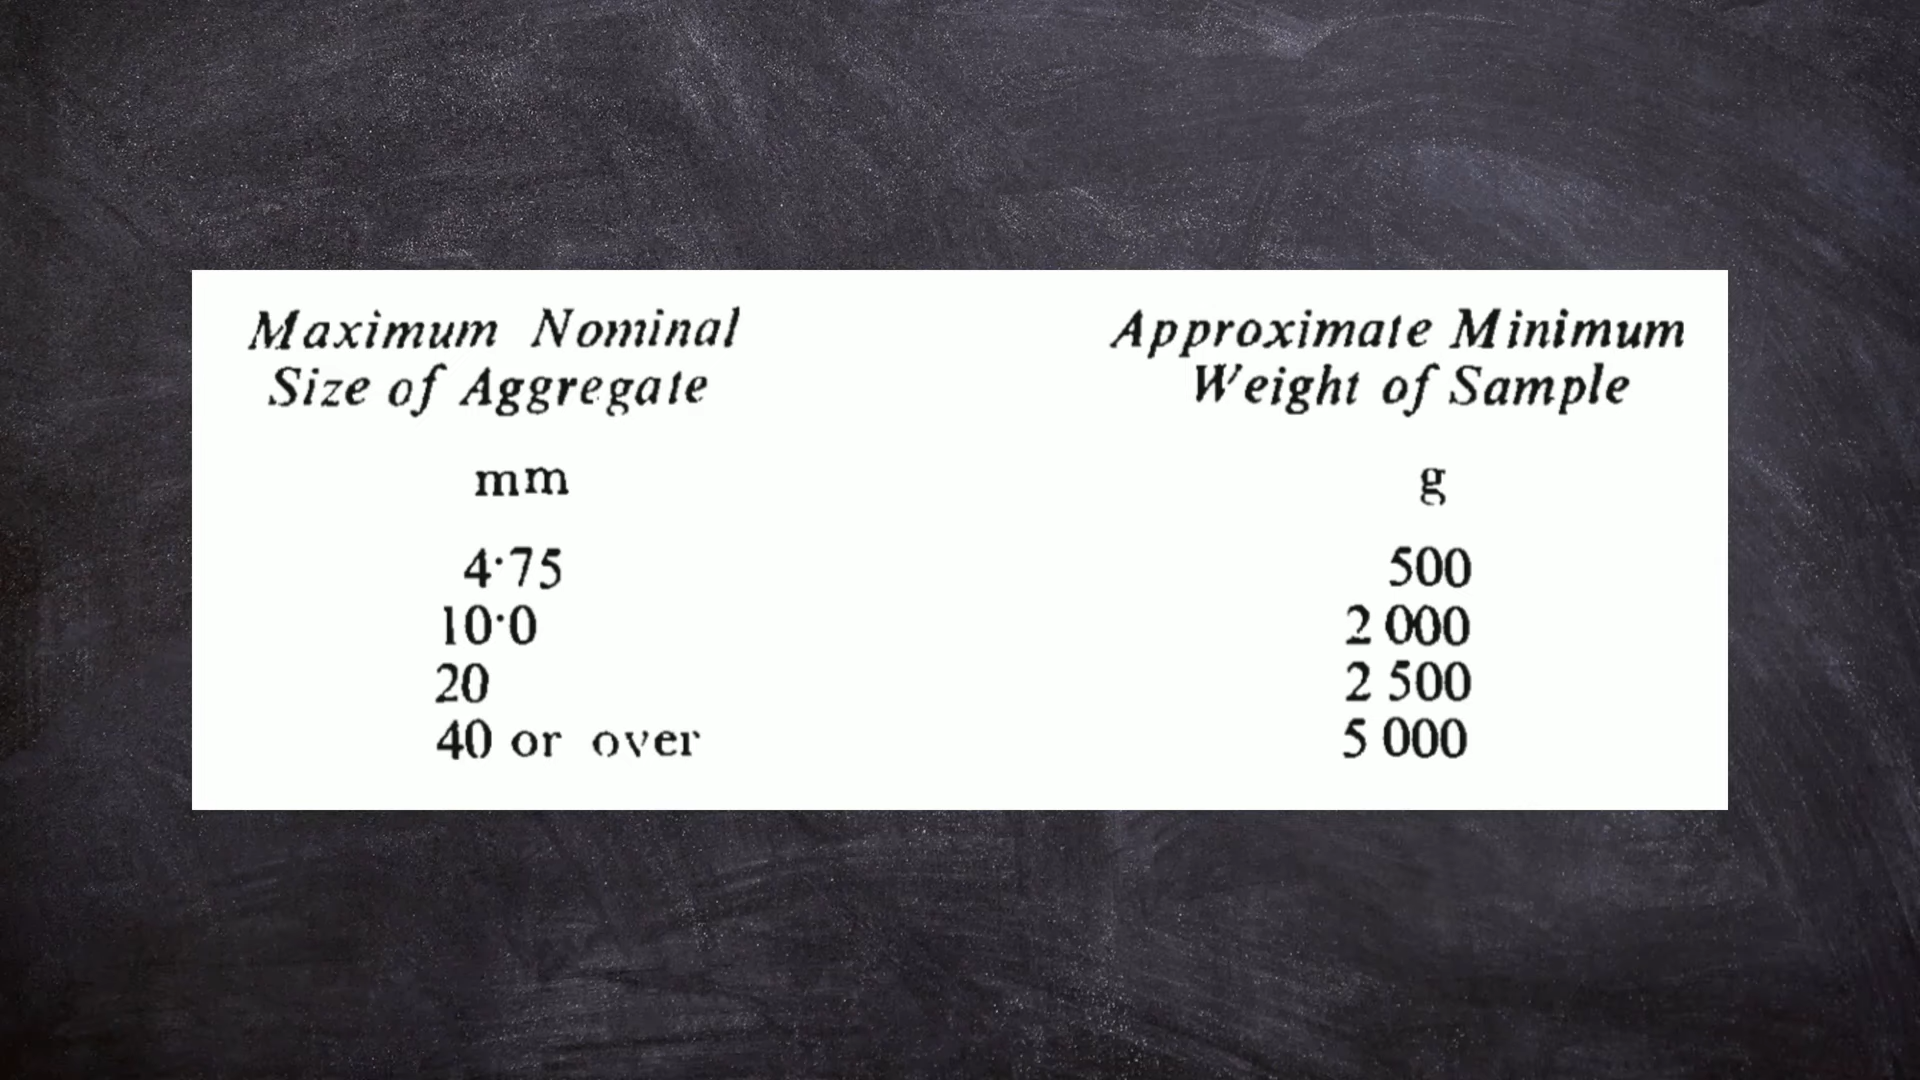 Maximum Nominal Approximate Minimum
Size of Aggregate Weight of Sample
mm g
4·75 500
10·0 2 000
20 2 500
40 or over 5 000